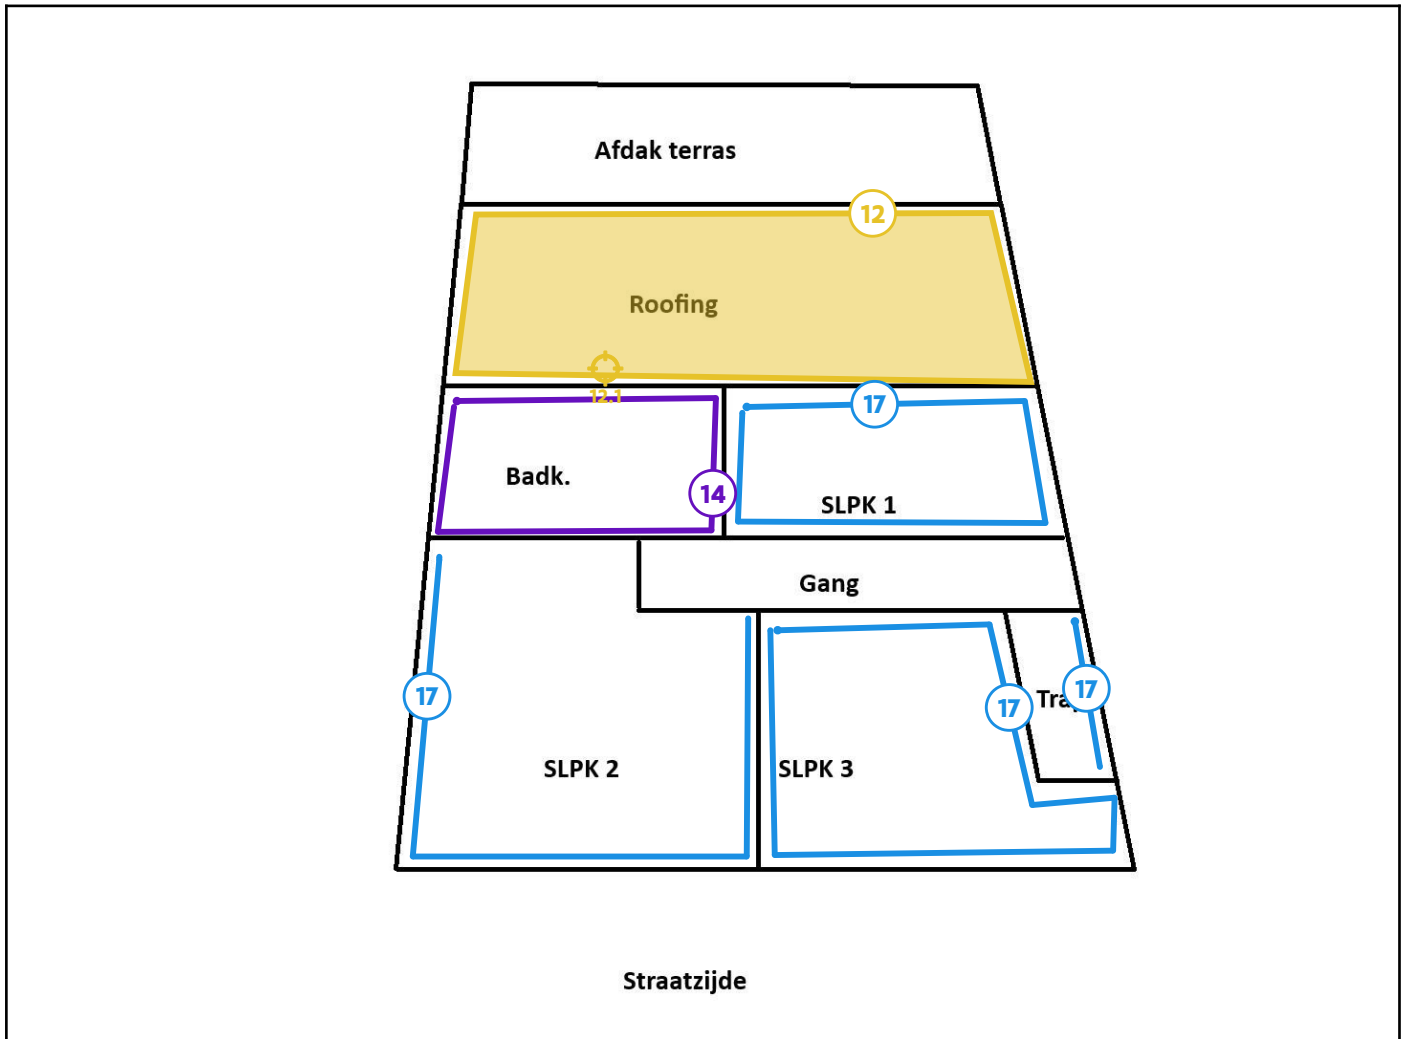 Afdak terras
12
Roofing
12.1
17
Badk.
14
SLPK 1
Gang
17
17
17
SLPK 2
SLPK 3
Straatzijde